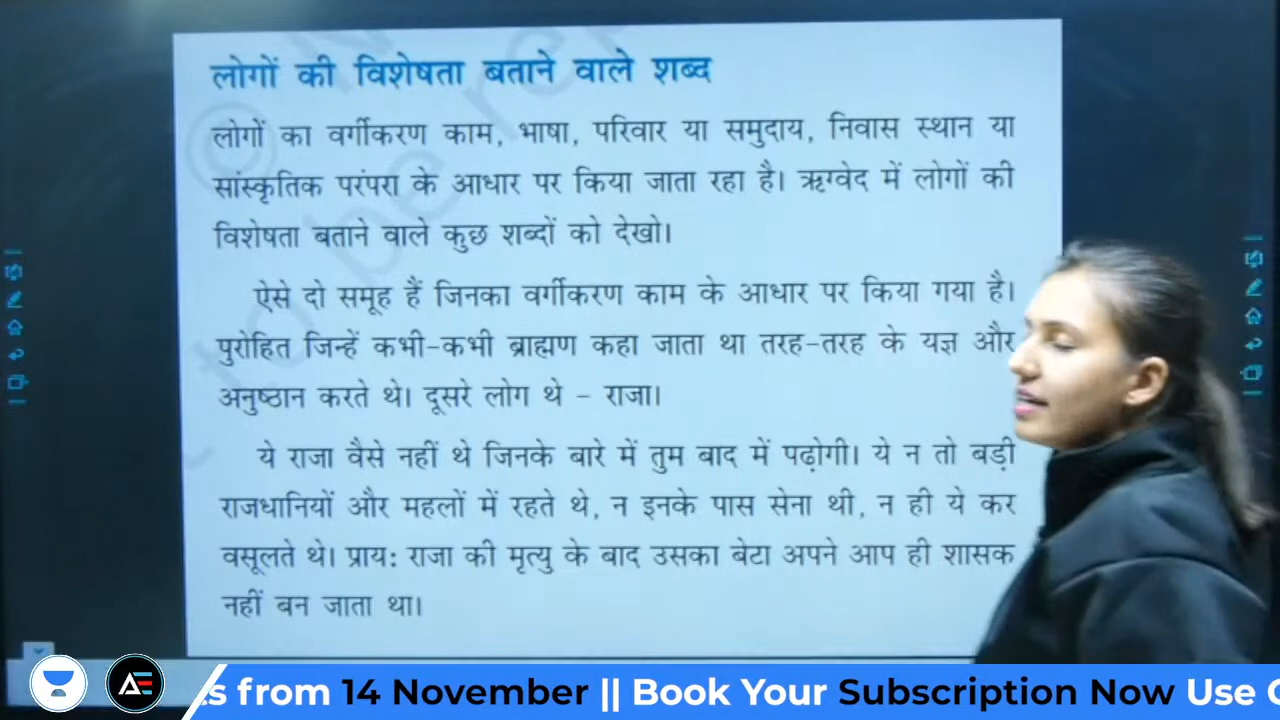 लोगों की विशेषता बताने वाले शब्द
लोगों का वर्गीकरण काम, भाषा, परिवार या समुदाय, निवास स्थान या
सांस्कृतिक परंपरा के आधार पर किया जाता रहा है। ऋग्वेद में लोगों की
विशेषता बताने वाले कुछ शब्दों को देखो।
ऐसे दो समूह हैं जिनका वर्गीकरण काम के आधार पर किया गया है।
पुरोहित जिन्हें कभी-कभी ब्राह्मण कहा जाता था तरह-तरह के यज्ञ और
अनुष्ठान करते थे। दूसरे लोग थे – राजा।
ये राजा वैसे नहीं थे जिनके बारे में तुम बाद में पढ़ोगी। ये न तो बड़ी
राजधानियों और महलों में रहते थे, न इनके पास सेना थी, न ही ये कर
वसूलते थे। प्राय: राजा की मृत्यु के बाद उसका बेटा अपने आप ही शासक
नहीं बन जाता था।
from 14 November || Book Your Subscription Now Use